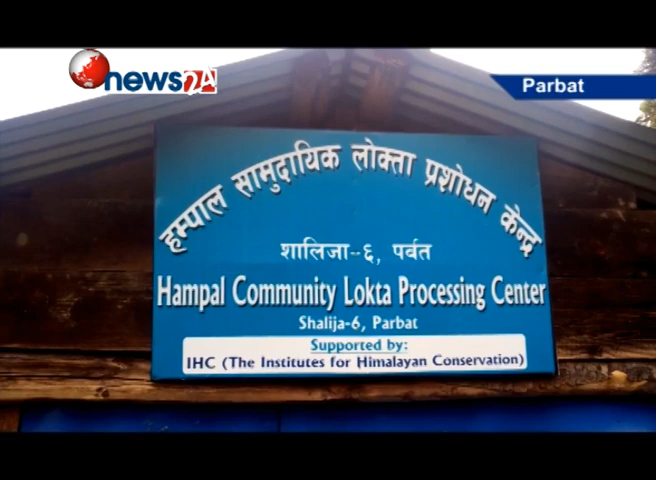 news24
Parbat
हम्पाल सामुदायिक लोक्ता प्रशोधन केन्द्र
शालिजा-६, पर्वत
Hampal Community Lokta Processing Center
Shalija-6, Parbat
Supported by:
IHC (The Institutes for Himalayan Conservation)